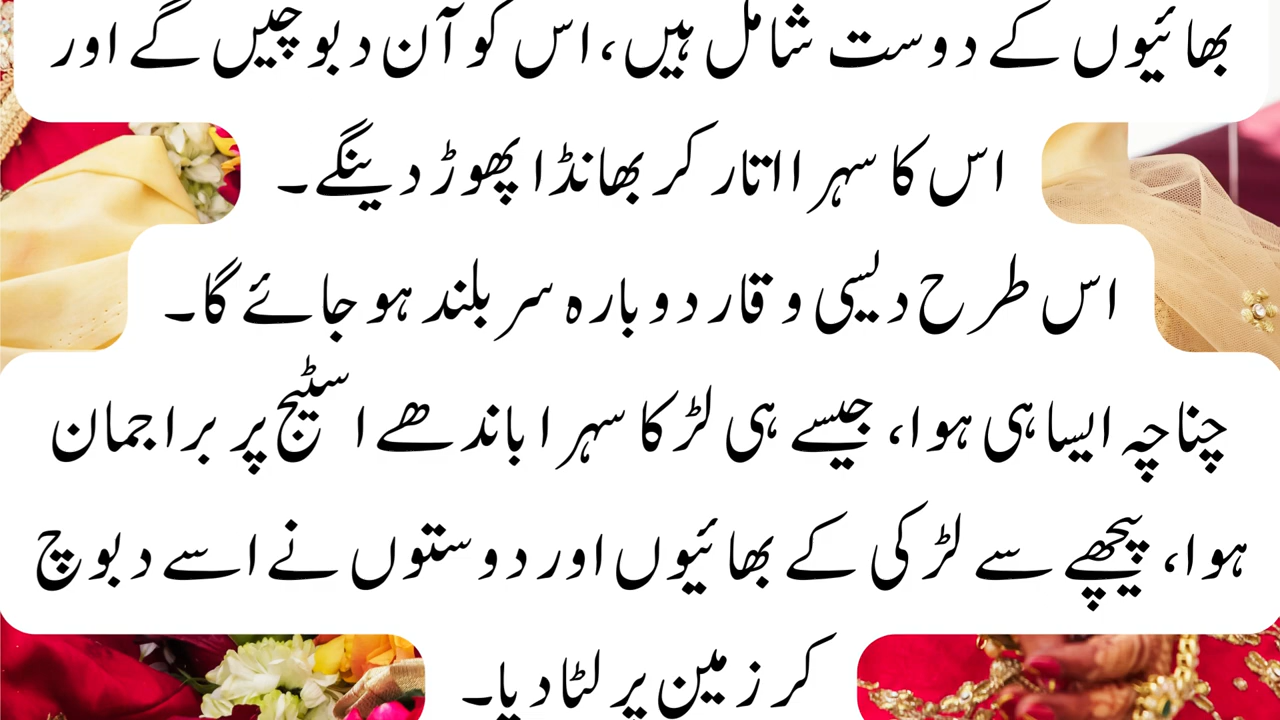 بھائیوں کے دوست شامل ہیں، اس کو آن دبوچیں گے اور
اس کا سہرا اتار کر بھانڈا پھوڑ دینگے۔
اس طرح دیسی وقار دوبارہ سربلند ہو جائے گا۔
چناچہ ایسا ہی ہوا، جیسے ہی لڑکا سہرا باندھے اسٹیج پر براجمان
ہوا، پیچھے سے لڑکی کے بھائیوں اور دوستوں نے اسے دبوچ
کر زمین پر لٹا دیا۔